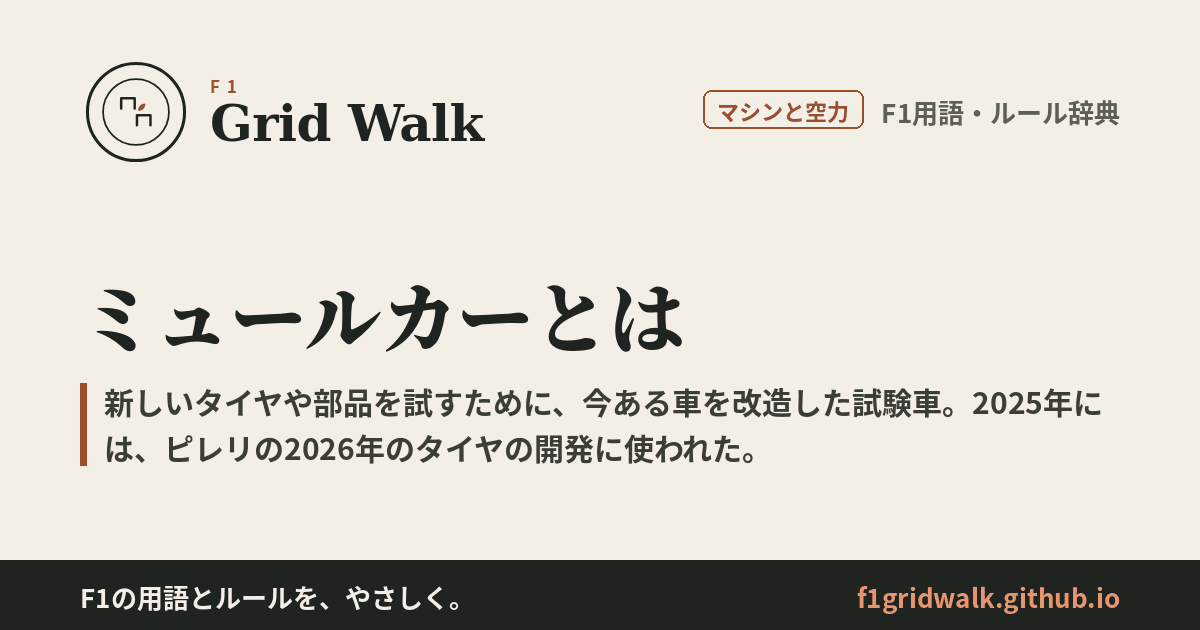 F1
Grid Walk
マシンと空力
F1用語・ルール辞典
ミュールカーとは
新しいタイヤや部品を試すために、今ある車を改造した試験車。2025年に
は、ピレリの2026年のタイヤの開発に使われた。
F1の用語とルールを、やさしく。
f1gridwalk.github.io